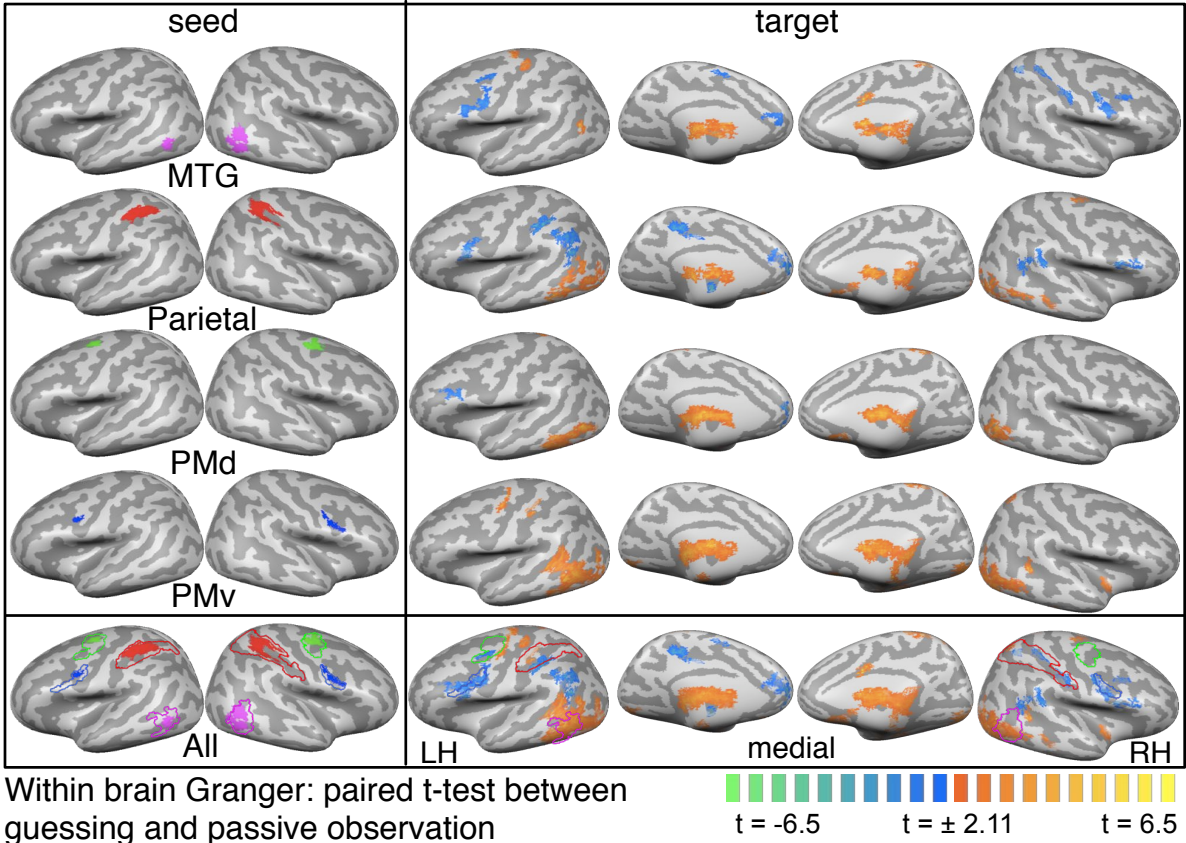 seed
target
MTG
Parietal
PMd
PMv
All
LH
medial
RH
Within brain Granger: paired t-test between
guessing and passive observation
t = -6.5
t = ± 2.11
t = 6.5